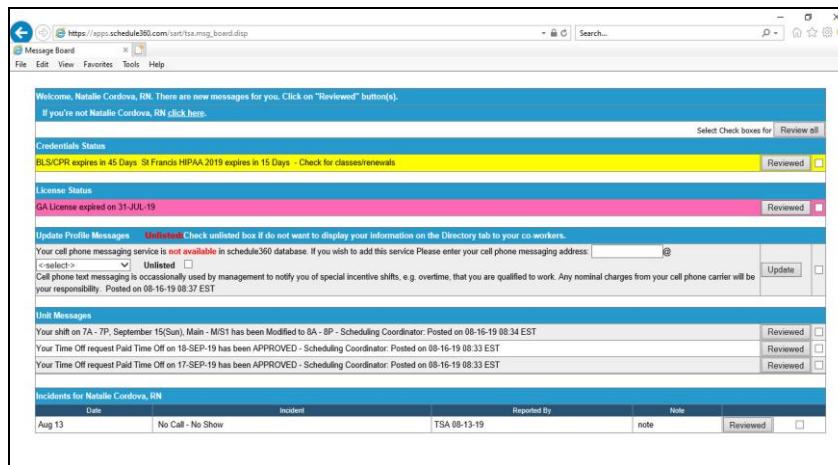 https://apps.schedule360.com/sart/tsa.msg_board.disp
Search...
Message Board
File Edit View Favorites Tools Help
Welcome, Natalie Cordova, RN. There are new messages for you. Click on "Reviewed" button(s).
If you're not Natalie Cordova, RN click here.
Select Check boxes for Review all
Credentials Status
BLS/CPR expires in 45 Days St Francis HIPAA 2019 expires in 15 Days - Check for classes/renewals Reviewed
License Status
GA License expired on 31-JUL-19 Reviewed
Update Profile Messages Unlisted:Check unlisted box if do not want to display your information on the Directory tab to your co-workers.
Your cell phone messaging service is not available in schedule360 database. If you wish to add this service Please enter your cell phone messaging address: @
<-select-> Unlisted
Update
Cell phone text messaging is occassionally used by management to notify you of special incentive shifts, e.g. overtime, that you are qualified to work. Any nominal charges from your cell phone carrier will be
your responsibility. Posted on 08-16-19 08:37 EST
Unit Messages
Your shift on 7A - 7P, September 15(Sun), Main - M/S1 has been Modified to 8A - 8P - Scheduling Coordinator: Posted on 08-16-19 08:34 EST Reviewed
Your Time Off request Paid Time Off on 18-SEP-19 has been APPROVED - Scheduling Coordinator: Posted on 08-16-19 08:33 EST Reviewed
Your Time Off request Paid Time Off on 17-SEP-19 has been APPROVED - Scheduling Coordinator: Posted on 08-16-19 08:33 EST Reviewed
Incidents for Natalie Cordova, RN
Date Incident Reported By Note
Aug 13 No Call - No Show TSA 08-13-19 note Reviewed